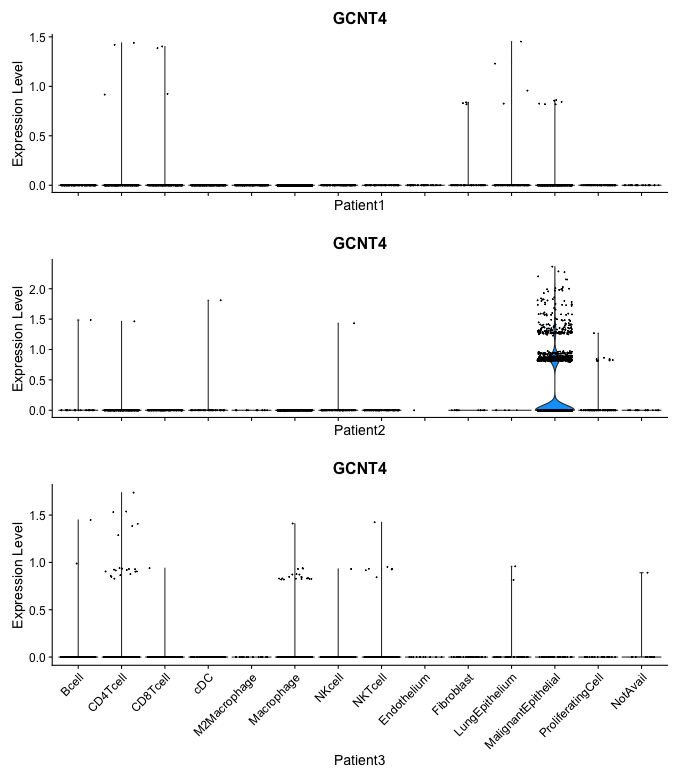 GCNT4
Expression Level
1.5
1.0
0.5
0.0
Patient1
GCNT4
Expression Level
2.0
1.5
1.0
0.5
0.0
Patient2
GCNT4
Expression Level
1.5
1.0
0.5
0.0
Bcell
CD4Tcell
CD8Tcell
cDC
M2Macrophage
Macrophage
NKcell
NKTcell
Endothelium
Fibroblast
LungEpithelium
MalignantEpithelial
ProliferatingCell
NotAvail
Patient3